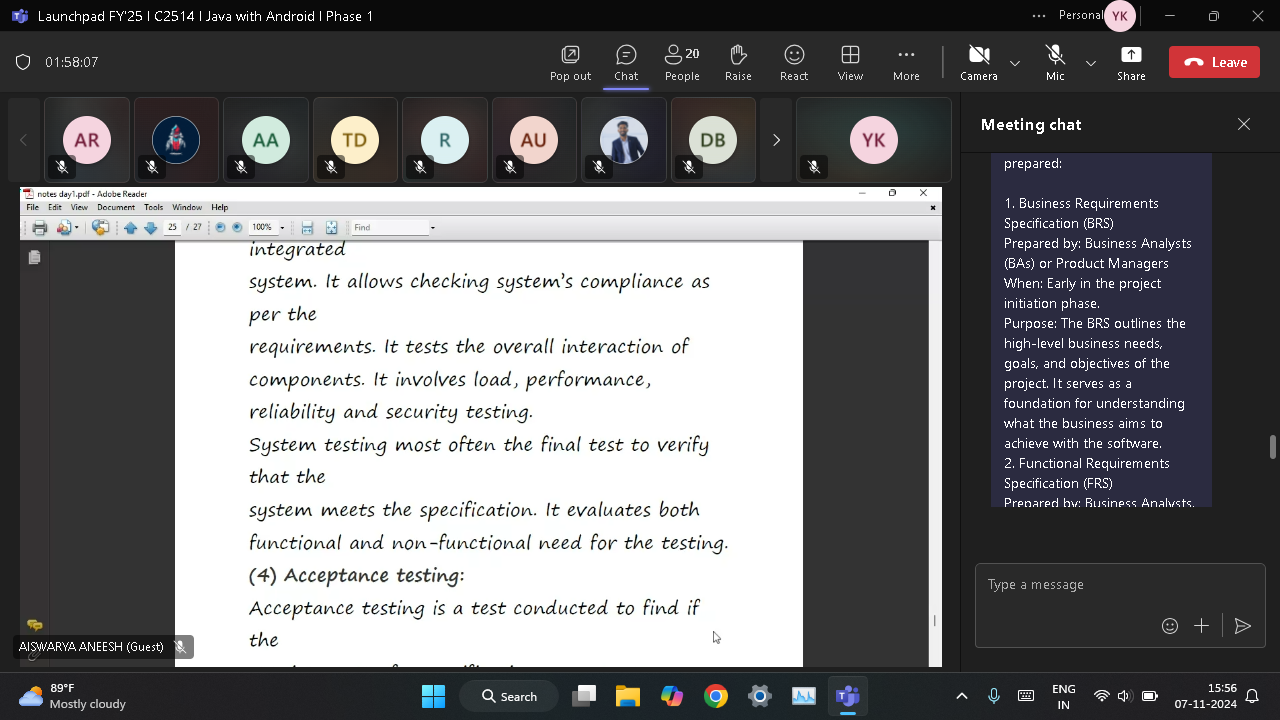 Launchpad FY'25 | C2514 | Java with Android | Phase 1
Personal
YK
01:58:07
Pop out
Chat
20
People
Raise
React
View
More
Camera
Mic
Share
Leave
AR
AA
TD
R
AU
DB
YK
notes day1.pdf - Adobe Reader
File Edit View Document Tools Window Help
25 / 27
100%
Find
integrated
system. It allows checking system's compliance as
per the
requirements. It tests the overall interaction of
components. It involves load, performance,
reliability and security testing.
System testing most often the final test to verify
that the
system meets the specification. It evaluates both
functional and non-functional need for the testing.
(4) Acceptance testing:
Acceptance testing is a test conducted to find if
the
AISWARYA ANEESH (Guest)
Meeting chat
prepared:
1. Business Requirements
Specification (BRS)
Prepared by: Business Analysts
(BAs) or Product Managers
When: Early in the project
initiation phase.
Purpose: The BRS outlines the
high-level business needs,
goals, and objectives of the
project. It serves as a
foundation for understanding
what the business aims to
achieve with the software.
2. Functional Requirements
Specification (FRS)
Prepared by: Business Analysts,
Type a message
89°F
Mostly cloudy
Search
ENG
IN
15:56
07-11-2024